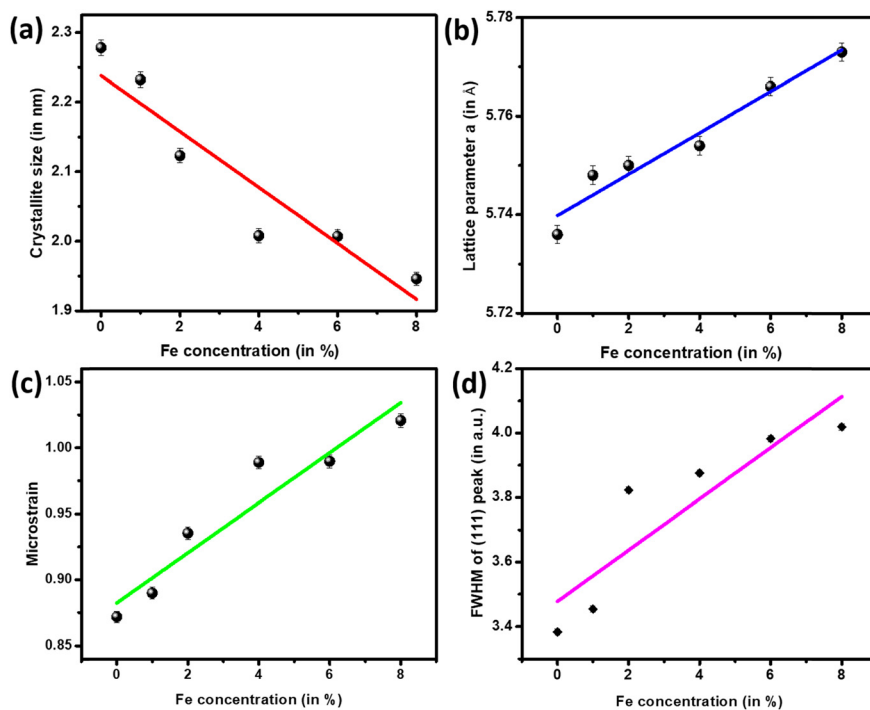 (a)
2.3
2.2
2.1
2.0
1.9
Crystallite size (in nm)
0 2 4 6 8
Fe concentration (in %)
(b)
5.78
5.76
5.74
5.72
Lattice parameter a (in Å)
0 2 4 6 8
Fe concentration (in %)
(c)
1.05
1.00
0.95
0.90
0.85
Microstrain
0 2 4 6 8
Fe concentration (in %)
(d)
4.2
4.0
3.8
3.6
3.4
FWHM of (111) peak (in a.u.)
0 2 4 6 8
Fe concentration (in %)